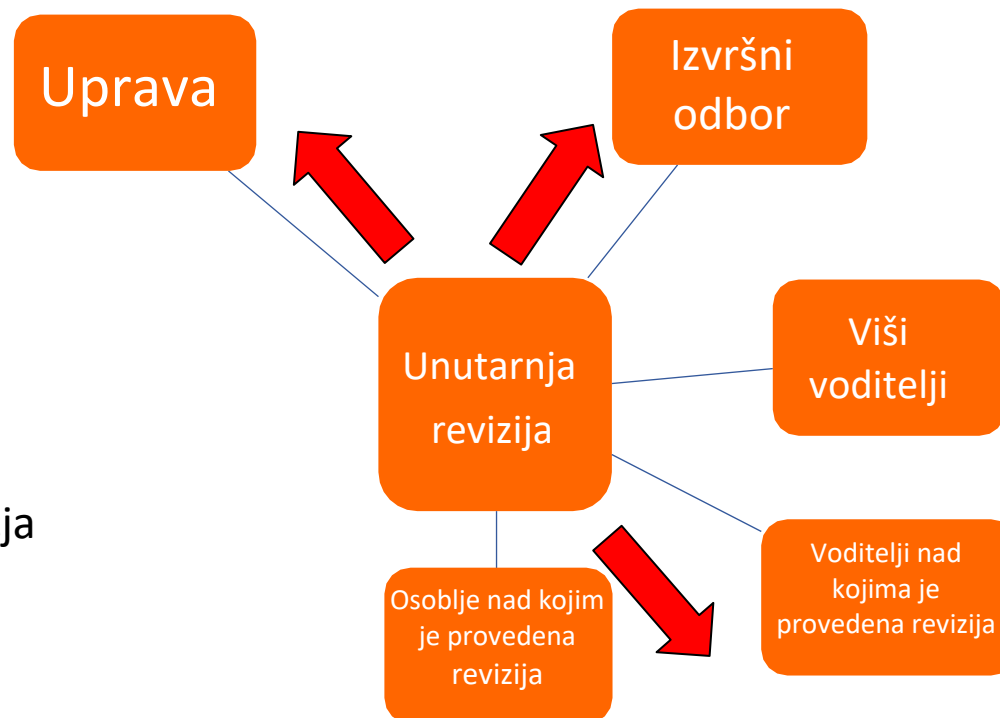 Uprava
Izvršni
odbor
Unutarnja
revizija
Viši
voditelji
ja
Osoblje nad kojim
je provedena
revizija
Voditelji nad
kojima je
provedena revizija